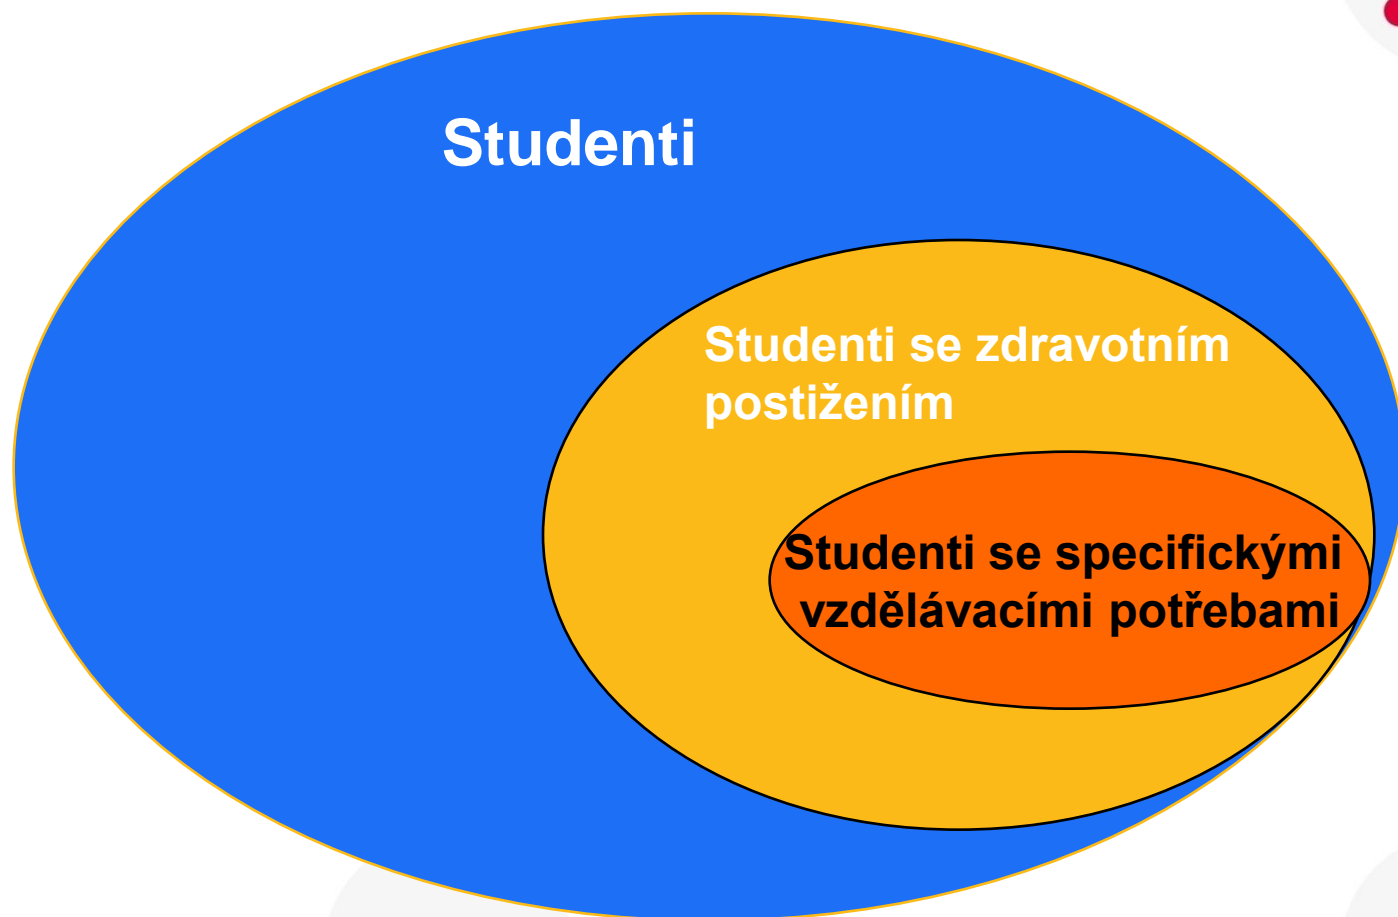 Studenti
Studenti se zdravotním
postižením
Studenti se specifickými
vzdělávacími potřebami